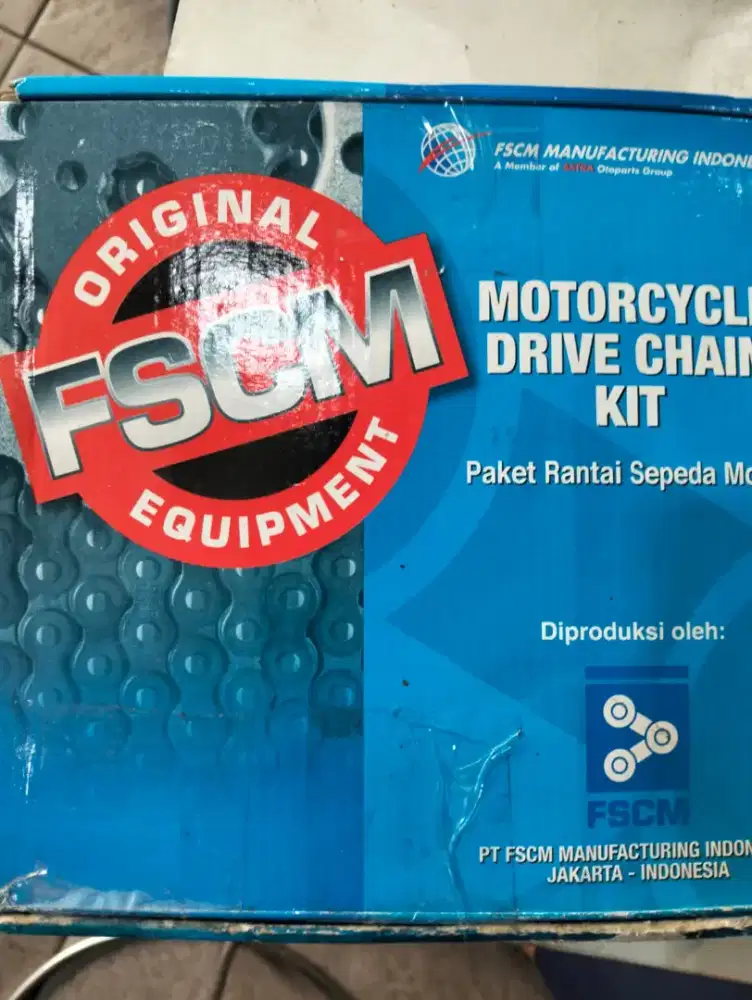 ORIGINAL
FSCM
EQUIPMENT
FSCM MANUFACTURING INDONE
A Member of ASTRA Otoparts Group
MOTORCYCL
DRIVE CHAIN
KIT
Paket Rantai Sepeda Mo
Diproduksi oleh:
FSCM
PT FSCM MANUFACTURING INDON
JAKARTA - INDONESIA